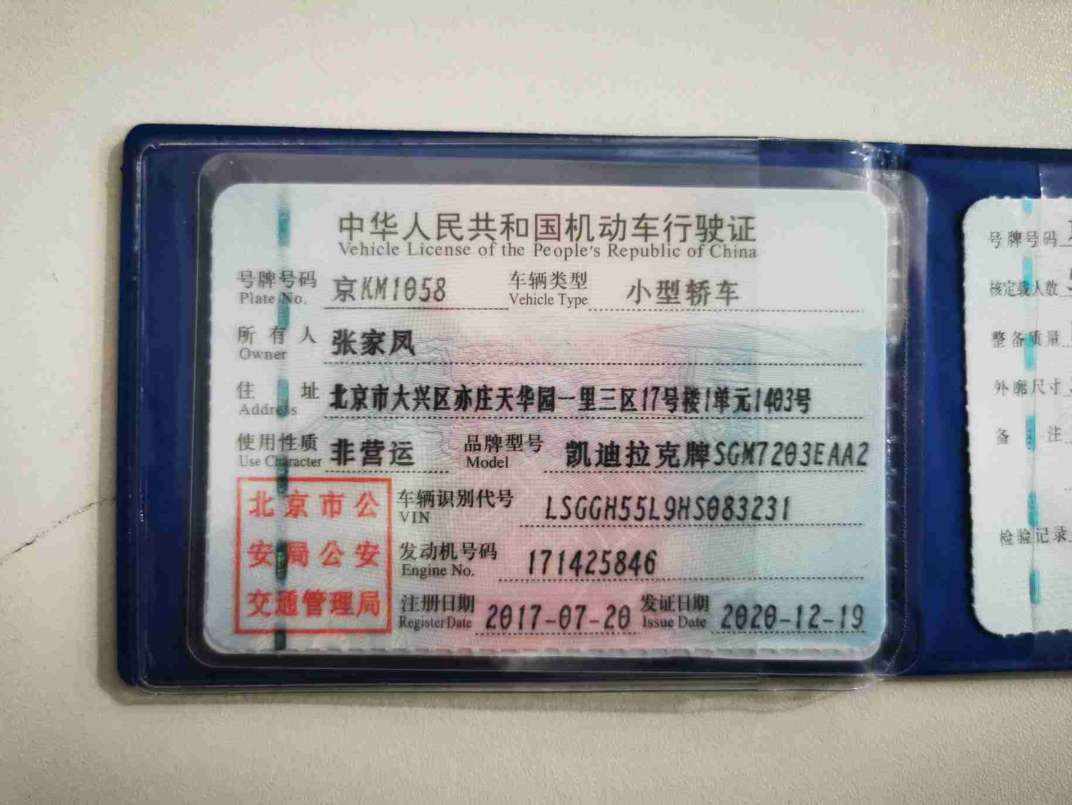 中华人民共和国机动车行驶证
Vehicle License of the People's Republic of China
号牌号码 京KM1058 车辆类型 小型轿车
Plate No. Vehicle Type
所有人 张家凤
Owner
住址 北京市大兴区亦庄天华园一里三区17号楼1单元1403号
Address
使用性质 非营运 品牌型号 凯迪拉克牌SGM7203EAA2
Use Character Model
北京市公
安局公安
交通管理局
车辆识别代号 LSGGH55L9HS083231
VIN
发动机号码 171425846
Engine No.
注册日期 2017-07-20 发证日期 2020-12-19
Register Date Issue Date
号牌号码
核定载人数
整备质量
外廓尺寸
备注
检验记录